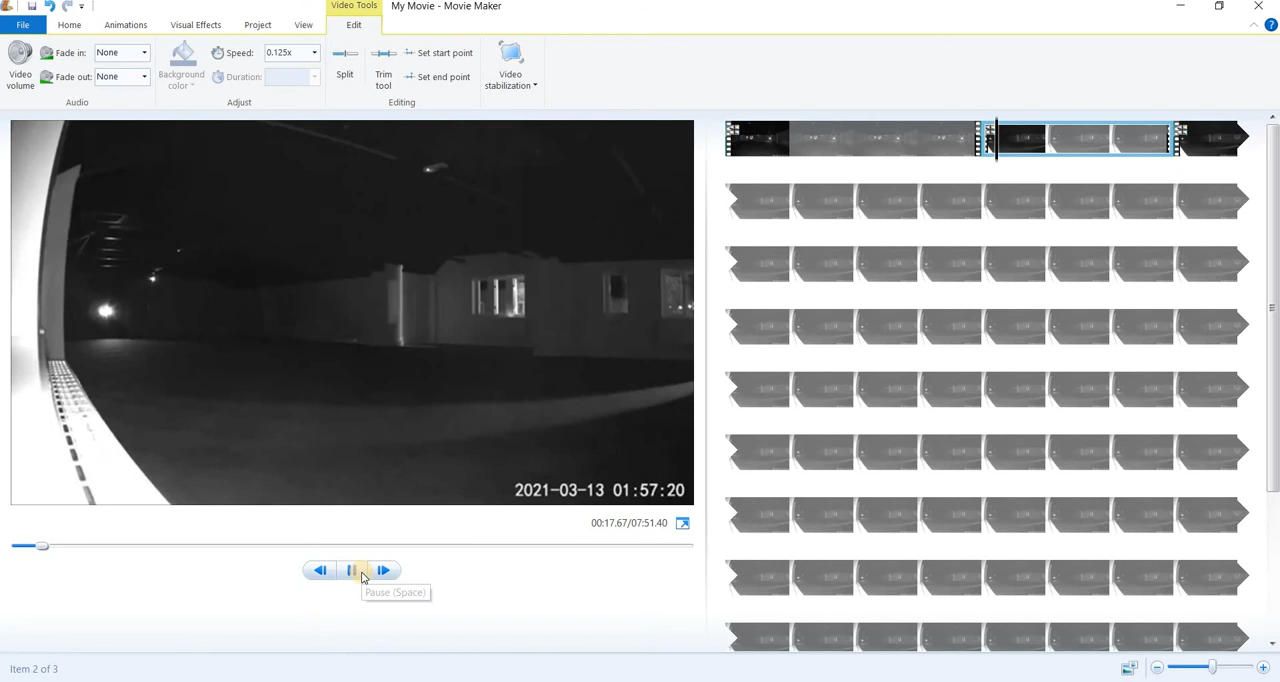 My Movie - Movie Maker
Video Tools
File
Home
Animations
Visual Effects
Project
View
Edit
Video volume
Fade in: None
Fade out: None
Audio
Background color
Speed: 0.125x
Duration:
Adjust
Split
Trim tool
Set start point
Set end point
Editing
Video stabilization
2021-03-13 01:57:20
00:17.67/07:51.40
Pause (Space)
Item 2 of 3